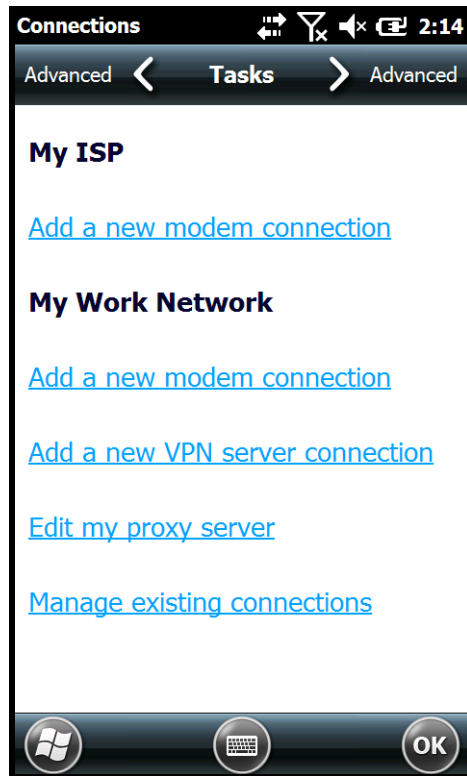 Connections 2:14
Advanced Tasks Advanced
My ISP
Add a new modem connection
My Work Network
Add a new modem connection
Add a new VPN server connection
Edit my proxy server
Manage existing connections
OK